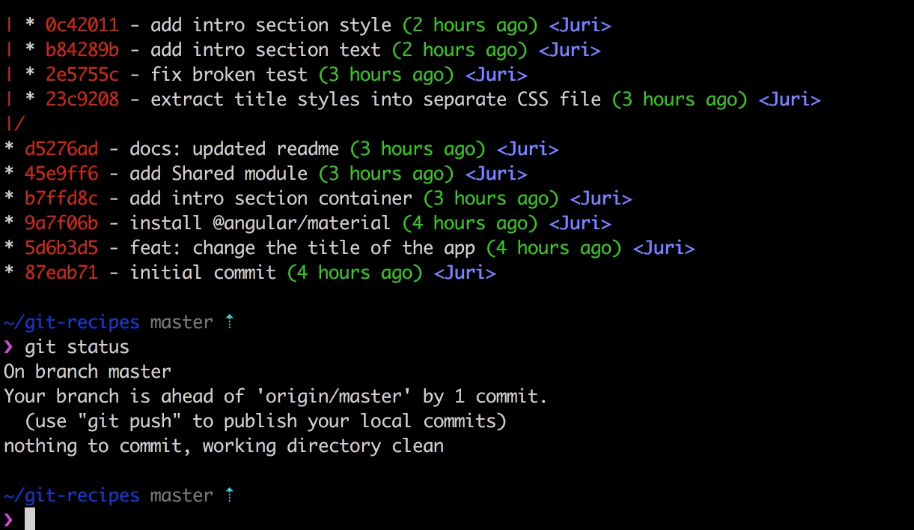 | * 0c42011 - add intro section style (2 hours ago) <Juri>
| * b84289b - add intro section text (2 hours ago) <Juri>
| * 2e5755c - fix broken test (3 hours ago) <Juri>
| * 23c9208 - extract title styles into separate CSS file (3 hours ago) <Juri>
|/
* d5276ad - docs: updated readme (3 hours ago) <Juri>
* 45e9ff6 - add Shared module (3 hours ago) <Juri>
* b7ffd8c - add intro section container (3 hours ago) <Juri>
* 9a7f06b - install @angular/material (4 hours ago) <Juri>
* 5d6b3d5 - feat: change the title of the app (4 hours ago) <Juri>
* 87eab71 - initial commit (4 hours ago) <Juri>
~/git-recipes master ⇡
❯ git status
On branch master
Your branch is ahead of 'origin/master' by 1 commit.
  (use "git push" to publish your local commits)
nothing to commit, working directory clean
~/git-recipes master ⇡
❯